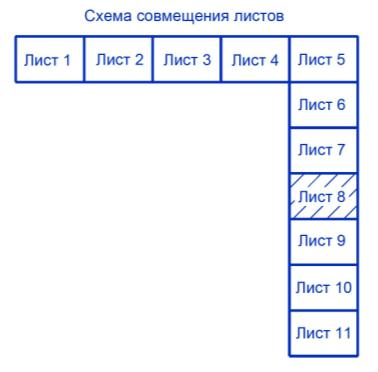 Схема совмещения листов
Лист 1 Лист 2 Лист 3 Лист 4 Лист 5
Лист 6
Лист 7
Лист 8
Лист 9
Лист 10
Лист 11